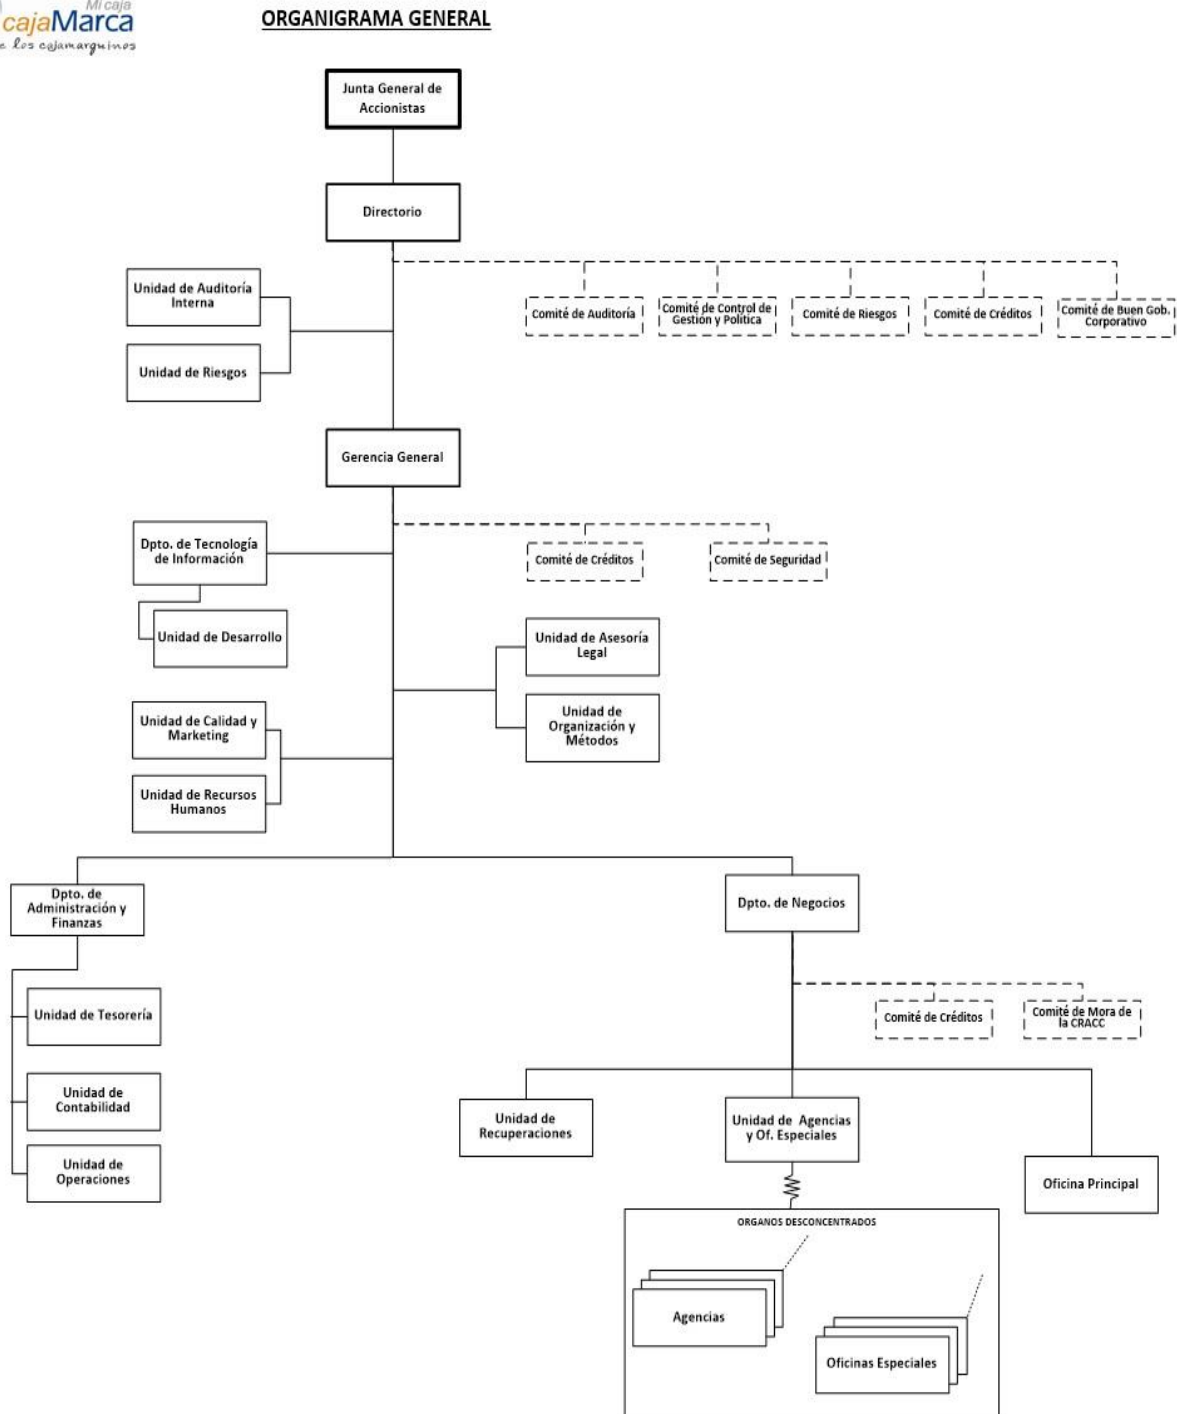 Mi caja
cajaMarca
e los cajamarquinos
ORGANIGRAMA GENERAL
Junta General de
Accionistas
Directorio
Unidad de Auditoría
Interna
Unidad de Riesgos
Comité de Auditoría
Comité de Control de
Gestión y Política
Comité de Riesgos
Comité de Créditos
Comité de Buen Gob.
Corporativo
Gerencia General
Dpto. de Tecnología
de Información
Unidad de Desarrollo
Comité de Créditos
Comité de Seguridad
Unidad de Asesoría
Legal
Unidad de
Organización y
Métodos
Unidad de Calidad y
Marketing
Unidad de Recursos
Humanos
Dpto. de
Administración y
Finanzas
Unidad de Tesorería
Unidad de
Contabilidad
Unidad de
Operaciones
Dpto. de Negocios
Comité de Créditos
Comité de Mora de
la CRACC
Unidad de
Recuperaciones
Unidad de Agencias
y Of. Especiales
Oficina Principal
ORGANOS DESCONCENTRADOS
Agencias
Oficinas Especiales